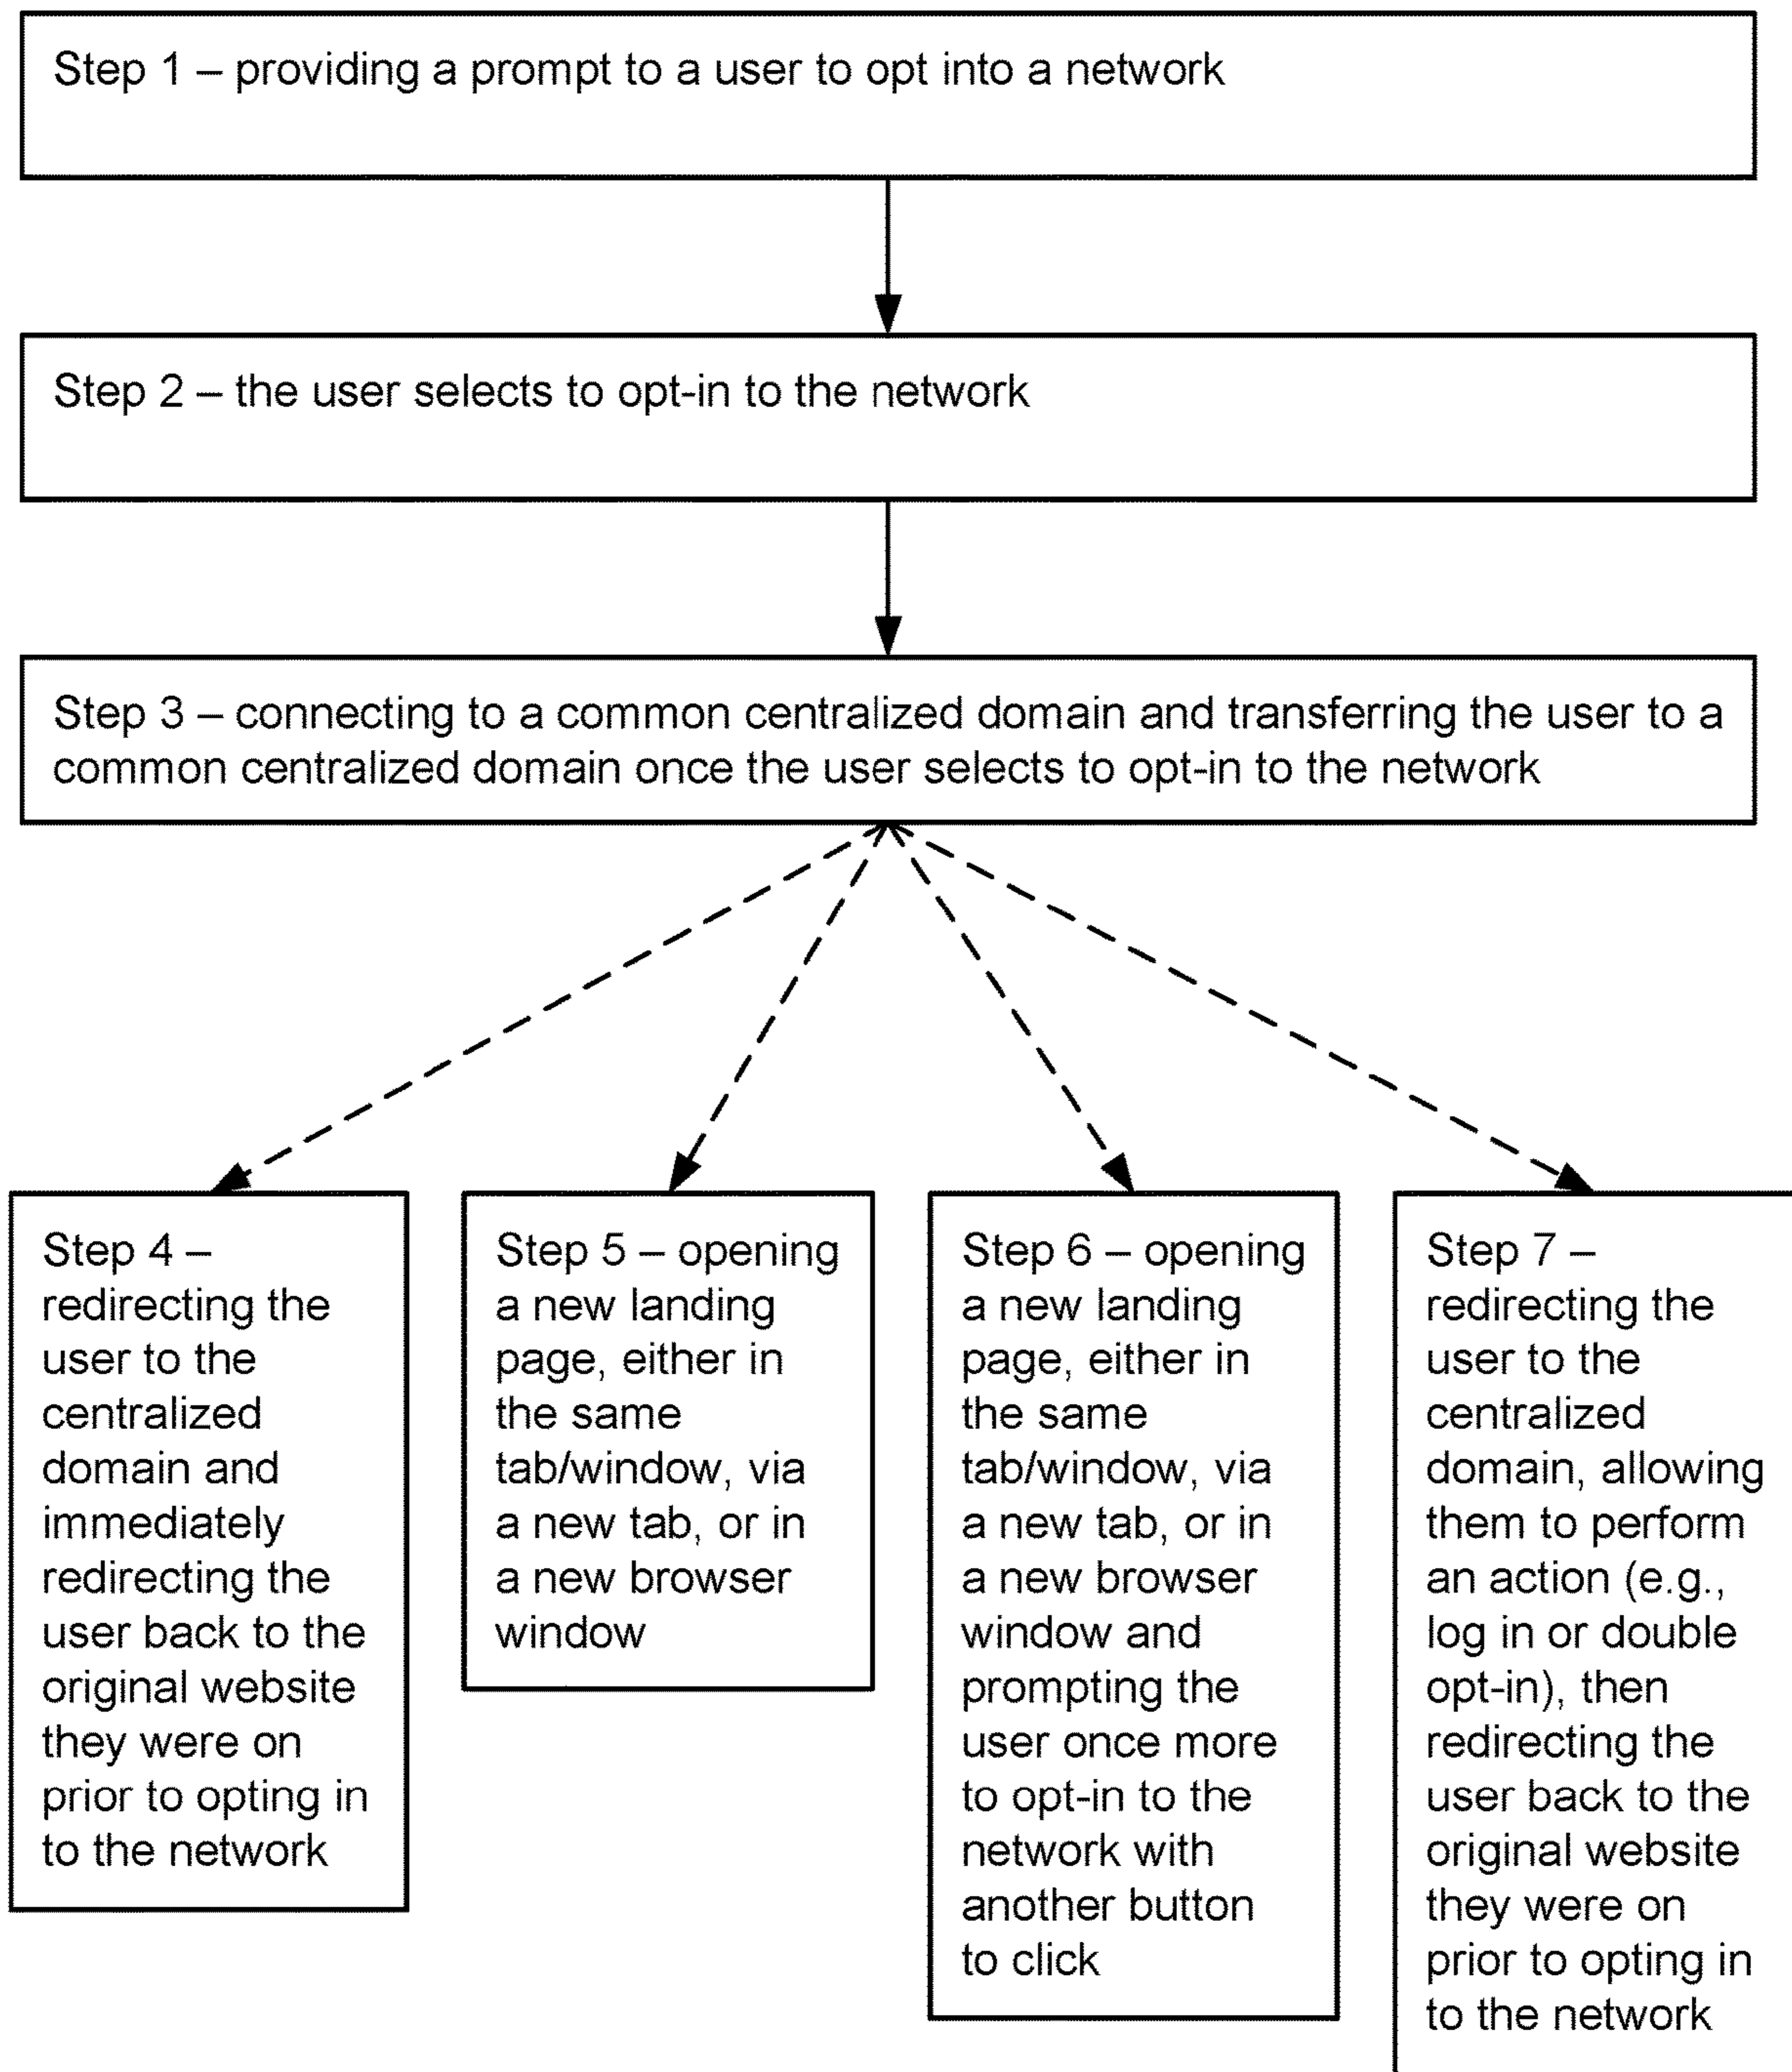 Step 1 – providing a prompt to a user to opt into a network
Step 2 – the user selects to opt-in to the network
Step 3 – connecting to a common centralized domain and transferring the user to a
common centralized domain once the user selects to opt-in to the network
Step 4 –
redirecting the
user to the
centralized
domain and
immediately
redirecting the
user back to the
original website
they were on
prior to opting in
to the network
Step 5 – opening
a new landing
page, either in
the same
tab/window, via
a new tab, or in
a new browser
window
Step 6 – opening
a new landing
page, either in
the same
tab/window, via
a new tab, or in
a new browser
window and
prompting the
user once more
to opt-in to the
network with
another button
to click
Step 7 –
redirecting the
user to the
centralized
domain, allowing
them to perform
an action (e.g.,
log in or double
opt-in), then
redirecting the
user back to the
original website
they were on
prior to opting in
to the network